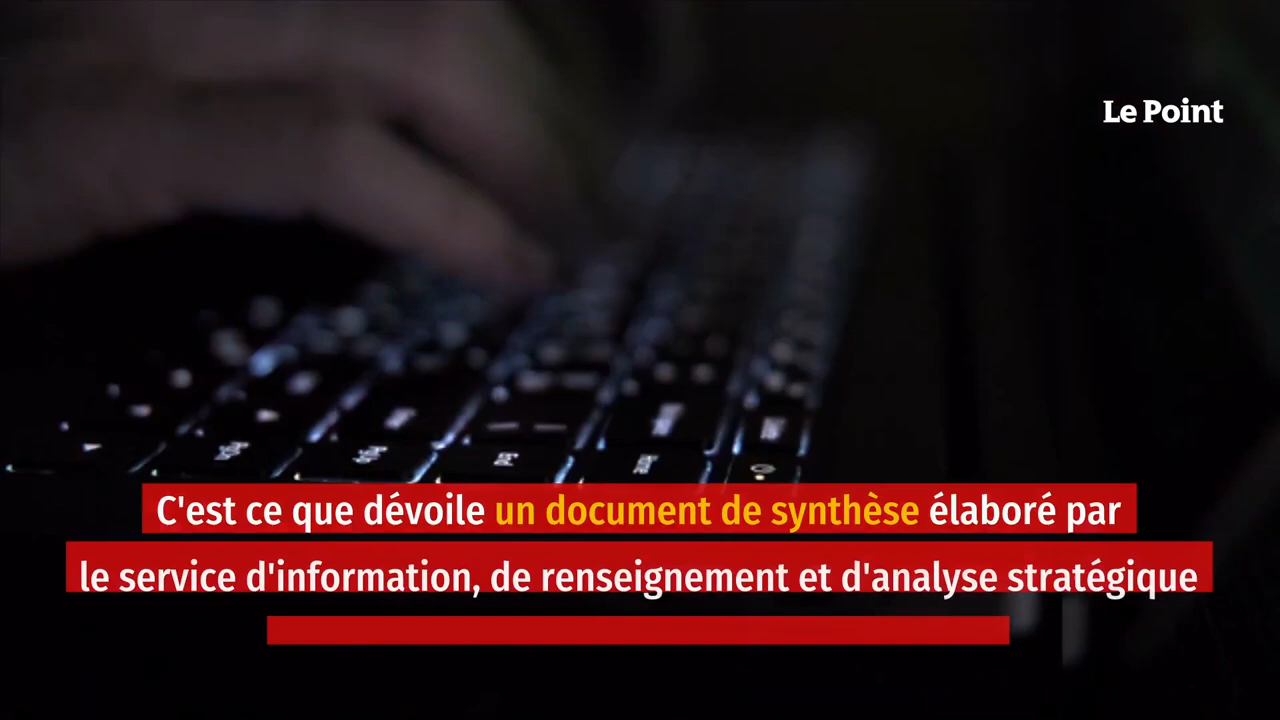 Le Point
C'est ce que dévoile un document de synthèse élaboré par
le service d'information, de renseignement et d'analyse stratégique